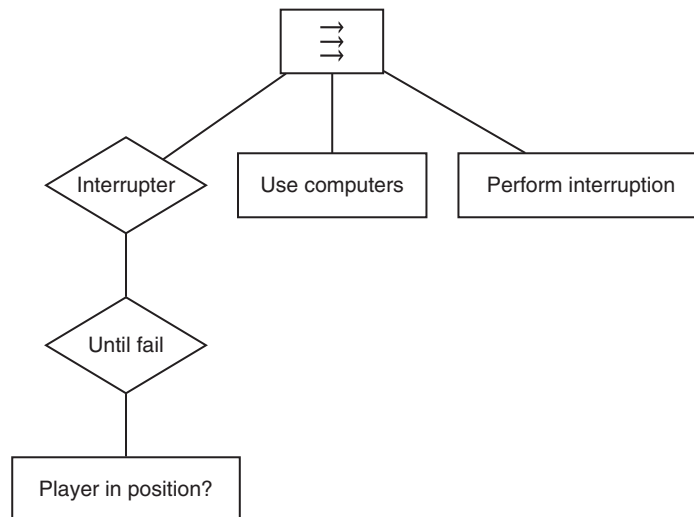 Interrupter
Use computers
Perform interruption
Until fail
Player in position?